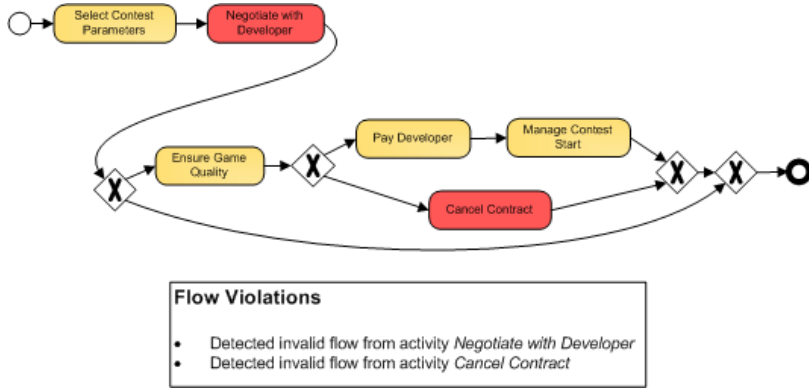 Select Contest
Parameters
Negotiate with
Developer
Ensure Game
Quality
Pay Developer
Manage Contest
Start
Cancel Contract
X
X
X
X
Flow Violations
• Detected invalid flow from activity Negotiate with Developer
• Detected invalid flow from activity Cancel Contract